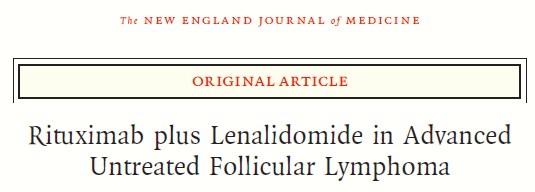 The NEW ENGLAND JOURNAL of MEDICINE
ORIGINAL ARTICLE
Rituximab plus Lenalidomide in Advanced
Untreated Follicular Lymphoma